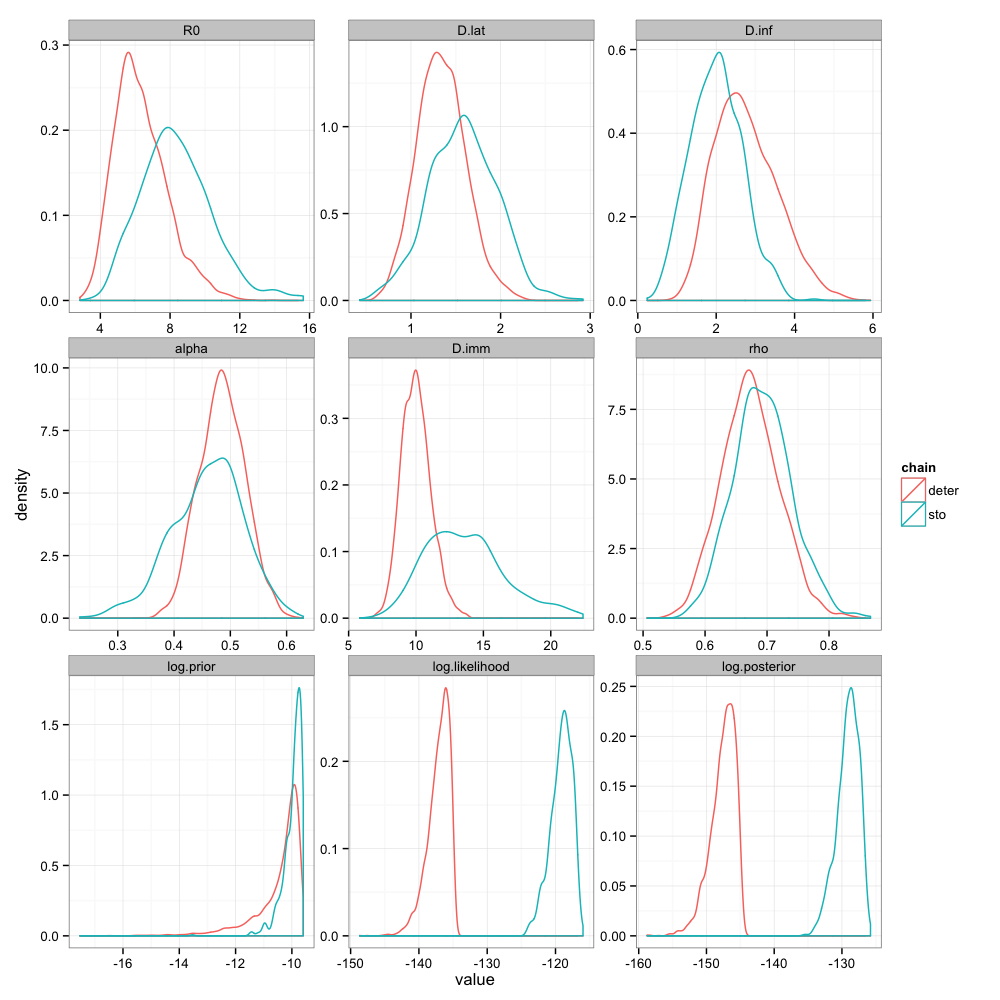 R0 D.lat D.inf
0.3
0.2
0.1
0.0
4 8 12 16
1.0
0.5
0.0
1 2 3
0.6
0.4
0.2
0.0
0 2 4 6
alpha D.imm rho
10.0
7.5
5.0
2.5
0.0
0.3 0.4 0.5 0.6
0.3
0.2
0.1
0.0
5 10 15 20
7.5
5.0
2.5
0.0
0.5 0.6 0.7 0.8
log.prior log.likelihood log.posterior
1.5
1.0
0.5
0.0
-16 -14 -12 -10
0.2
0.1
0.0
-150 -140 -130 -120
0.25
0.20
0.15
0.10
0.05
0.00
-160 -150 -140 -130
density
value
chain
deter
sto